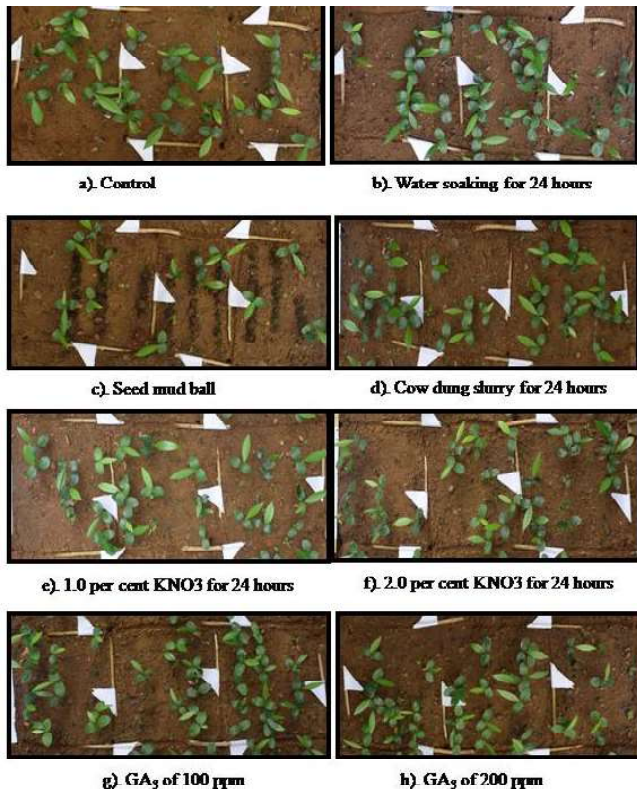 a). Control
b). Water soaking for 24 hours
c). Seed mud ball
d). Cow dung slurry for 24 hours
e). 1.0 per cent KNO3 for 24 hours
f). 2.0 per cent KNO3 for 24 hours
g). GA₃ of 100 ppm
h). GA₃ of 200 ppm